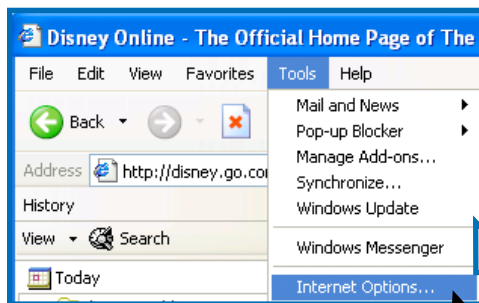 Disney Online - The Official Home Page of The
File Edit View Favorites Tools Help
Back
Address http://disney.go.com
History
View Search
Today
Mail and News
Pop-up Blocker
Manage Add-ons...
Synchronize...
Windows Update
Windows Messenger
Internet Options...